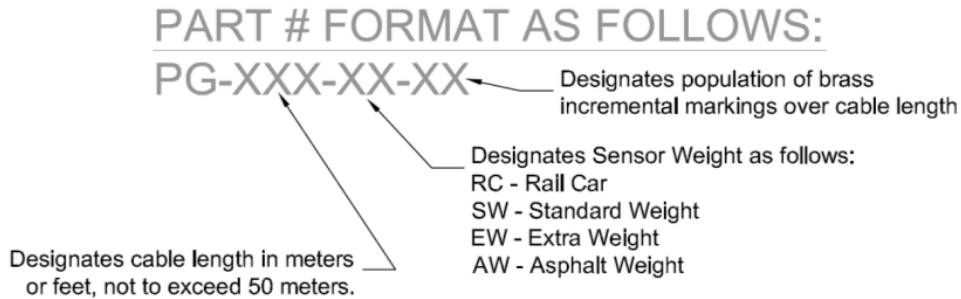 PART # FORMAT AS FOLLOWS:
PG-XXX-XX-XX
Designates population of brass
incremental markings over cable length
Designates Sensor Weight as follows:
RC - Rail Car
SW - Standard Weight
EW - Extra Weight
AW - Asphalt Weight
Designates cable length in meters
or feet, not to exceed 50 meters.